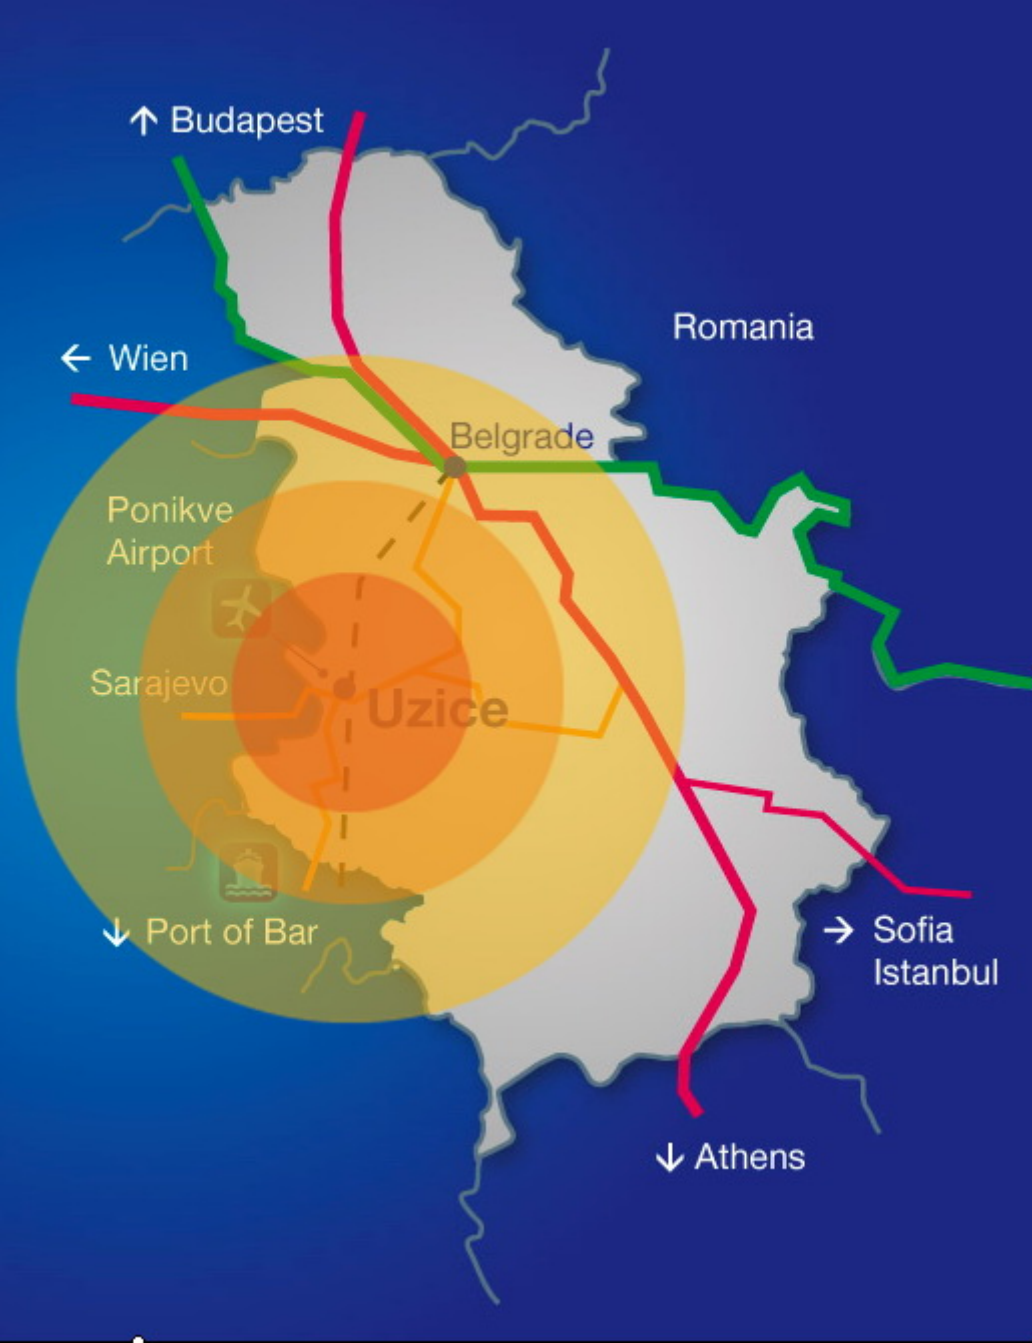 ↑ Budapest
Romania
← Wien
Belgrade
Ponikve
Airport
Sarajevo
Uzice
↓ Port of Bar
→ Sofia
Istanbul
↓ Athens